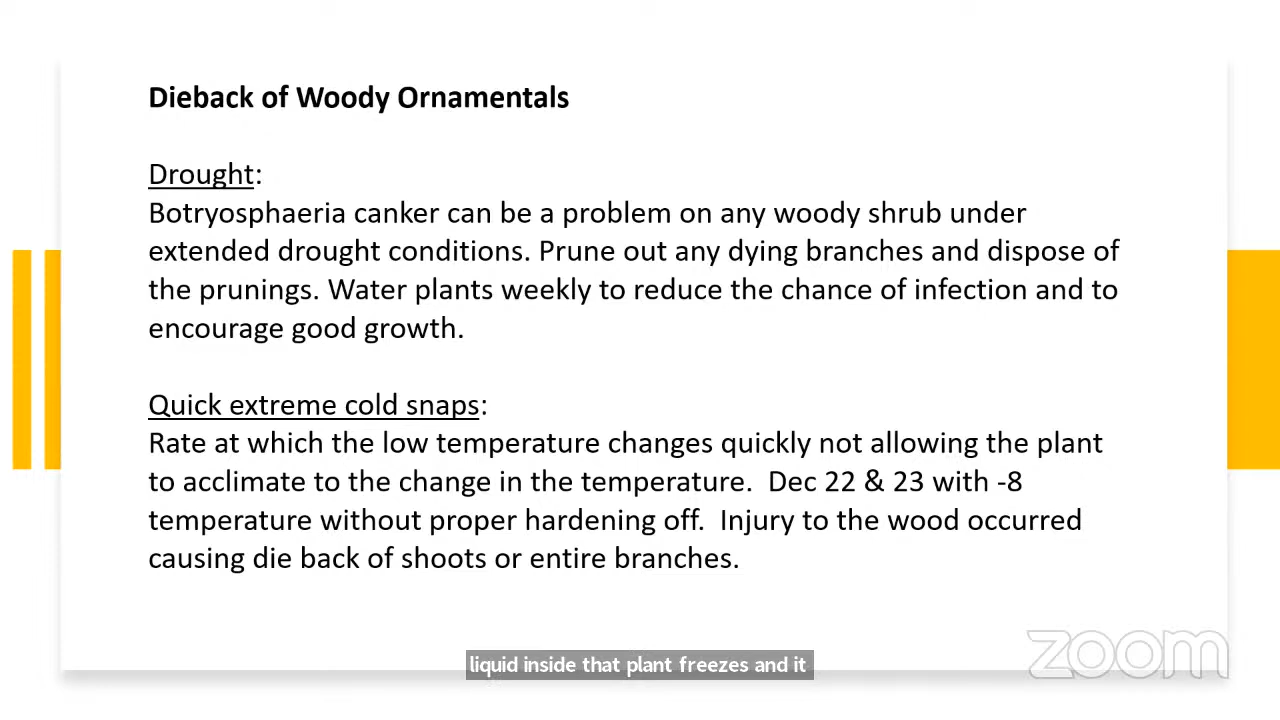 Dieback of Woody Ornamentals
Drought:
Botryosphaeria canker can be a problem on any woody shrub under
extended drought conditions. Prune out any dying branches and dispose of
the prunings. Water plants weekly to reduce the chance of infection and to
encourage good growth.
Quick extreme cold snaps:
Rate at which the low temperature changes quickly not allowing the plant
to acclimate to the change in the temperature.  Dec 22 & 23 with -8
temperature without proper hardening off.  Injury to the wood occurred
causing die back of shoots or entire branches.
liquid inside that plant freezes and it
zoom